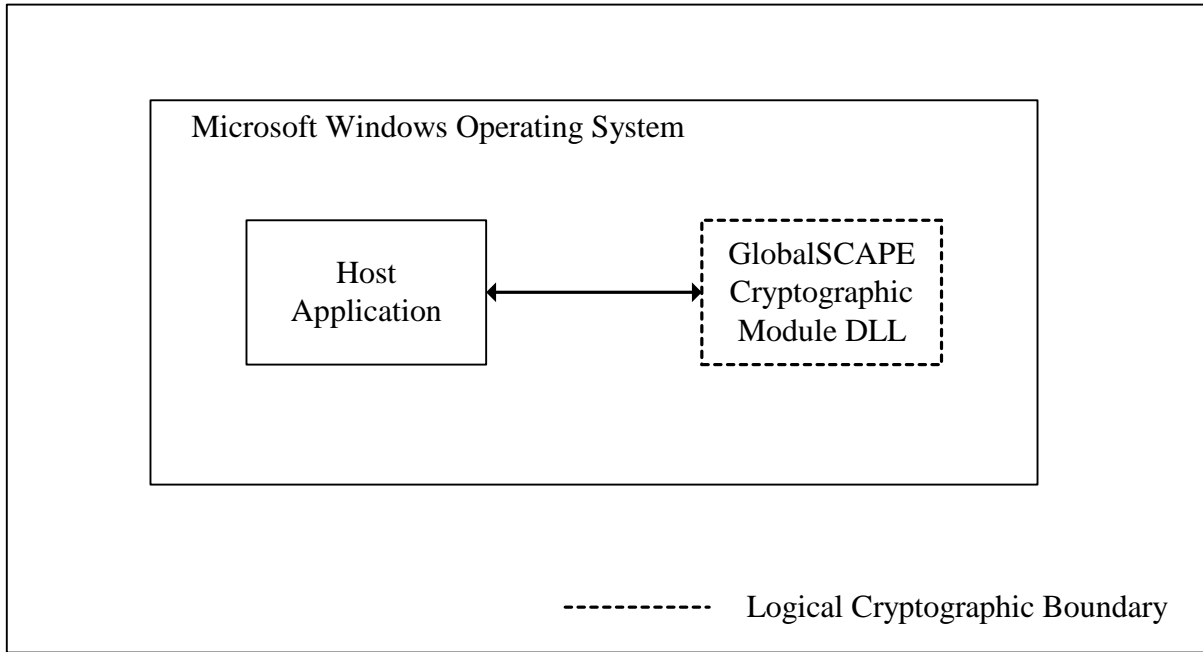 Microsoft Windows Operating System
Host
Application
GlobalSCAPE
Cryptographic
Module DLL
Logical Cryptographic Boundary